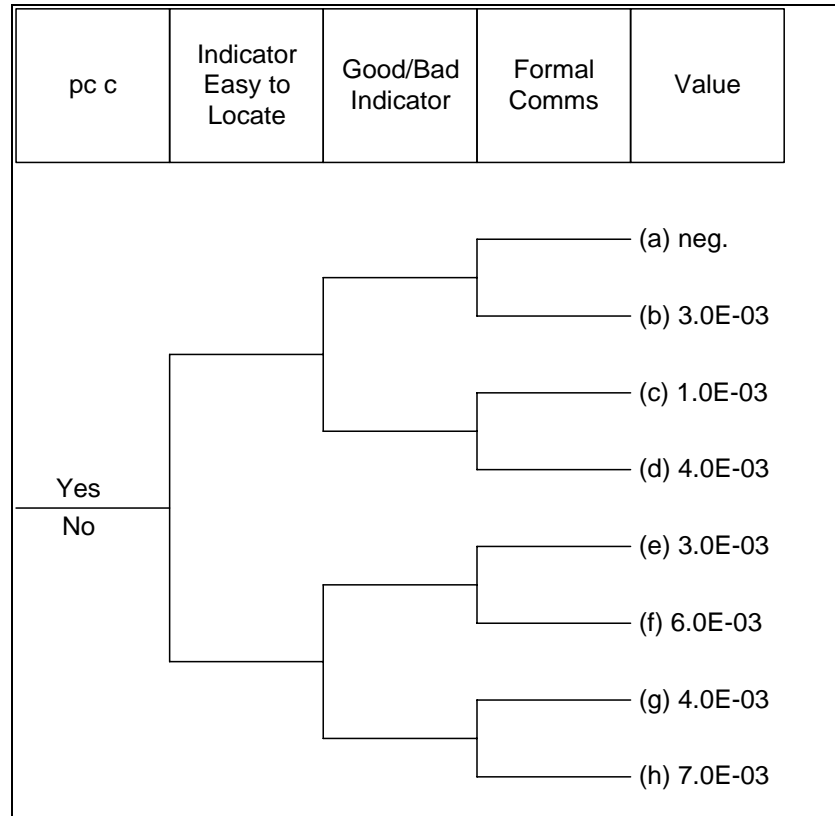 pc c
Indicator
Easy to
Locate
Good/Bad
Indicator
Formal
Comms
Value
(a) neg.
(b) 3.0E-03
(c) 1.0E-03
(d) 4.0E-03
Yes
No
(e) 3.0E-03
(f) 6.0E-03
(g) 4.0E-03
(h) 7.0E-03